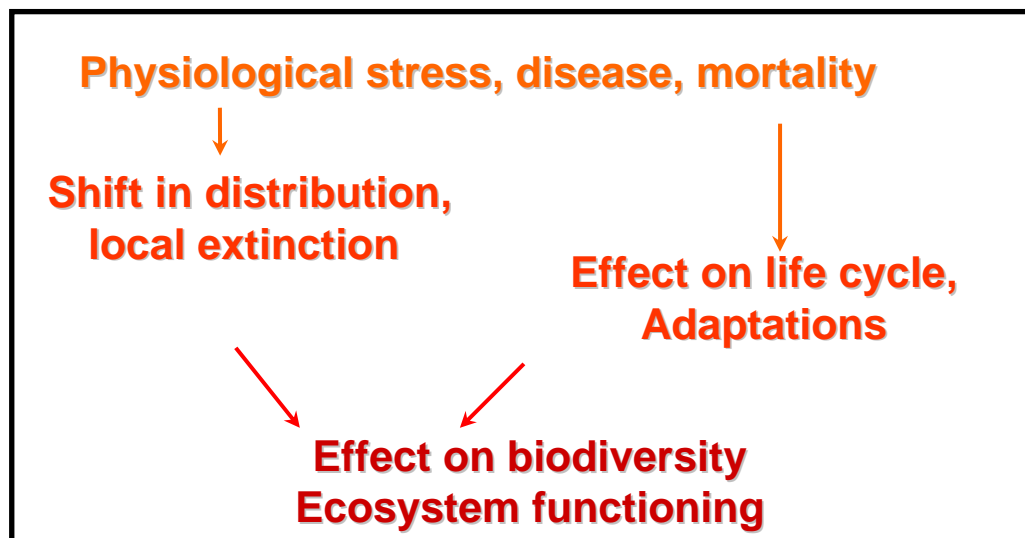 Physiological stress, disease, mortality
Shift in distribution,
local extinction
Effect on life cycle,
Adaptations
Effect on biodiversity
Ecosystem functioning